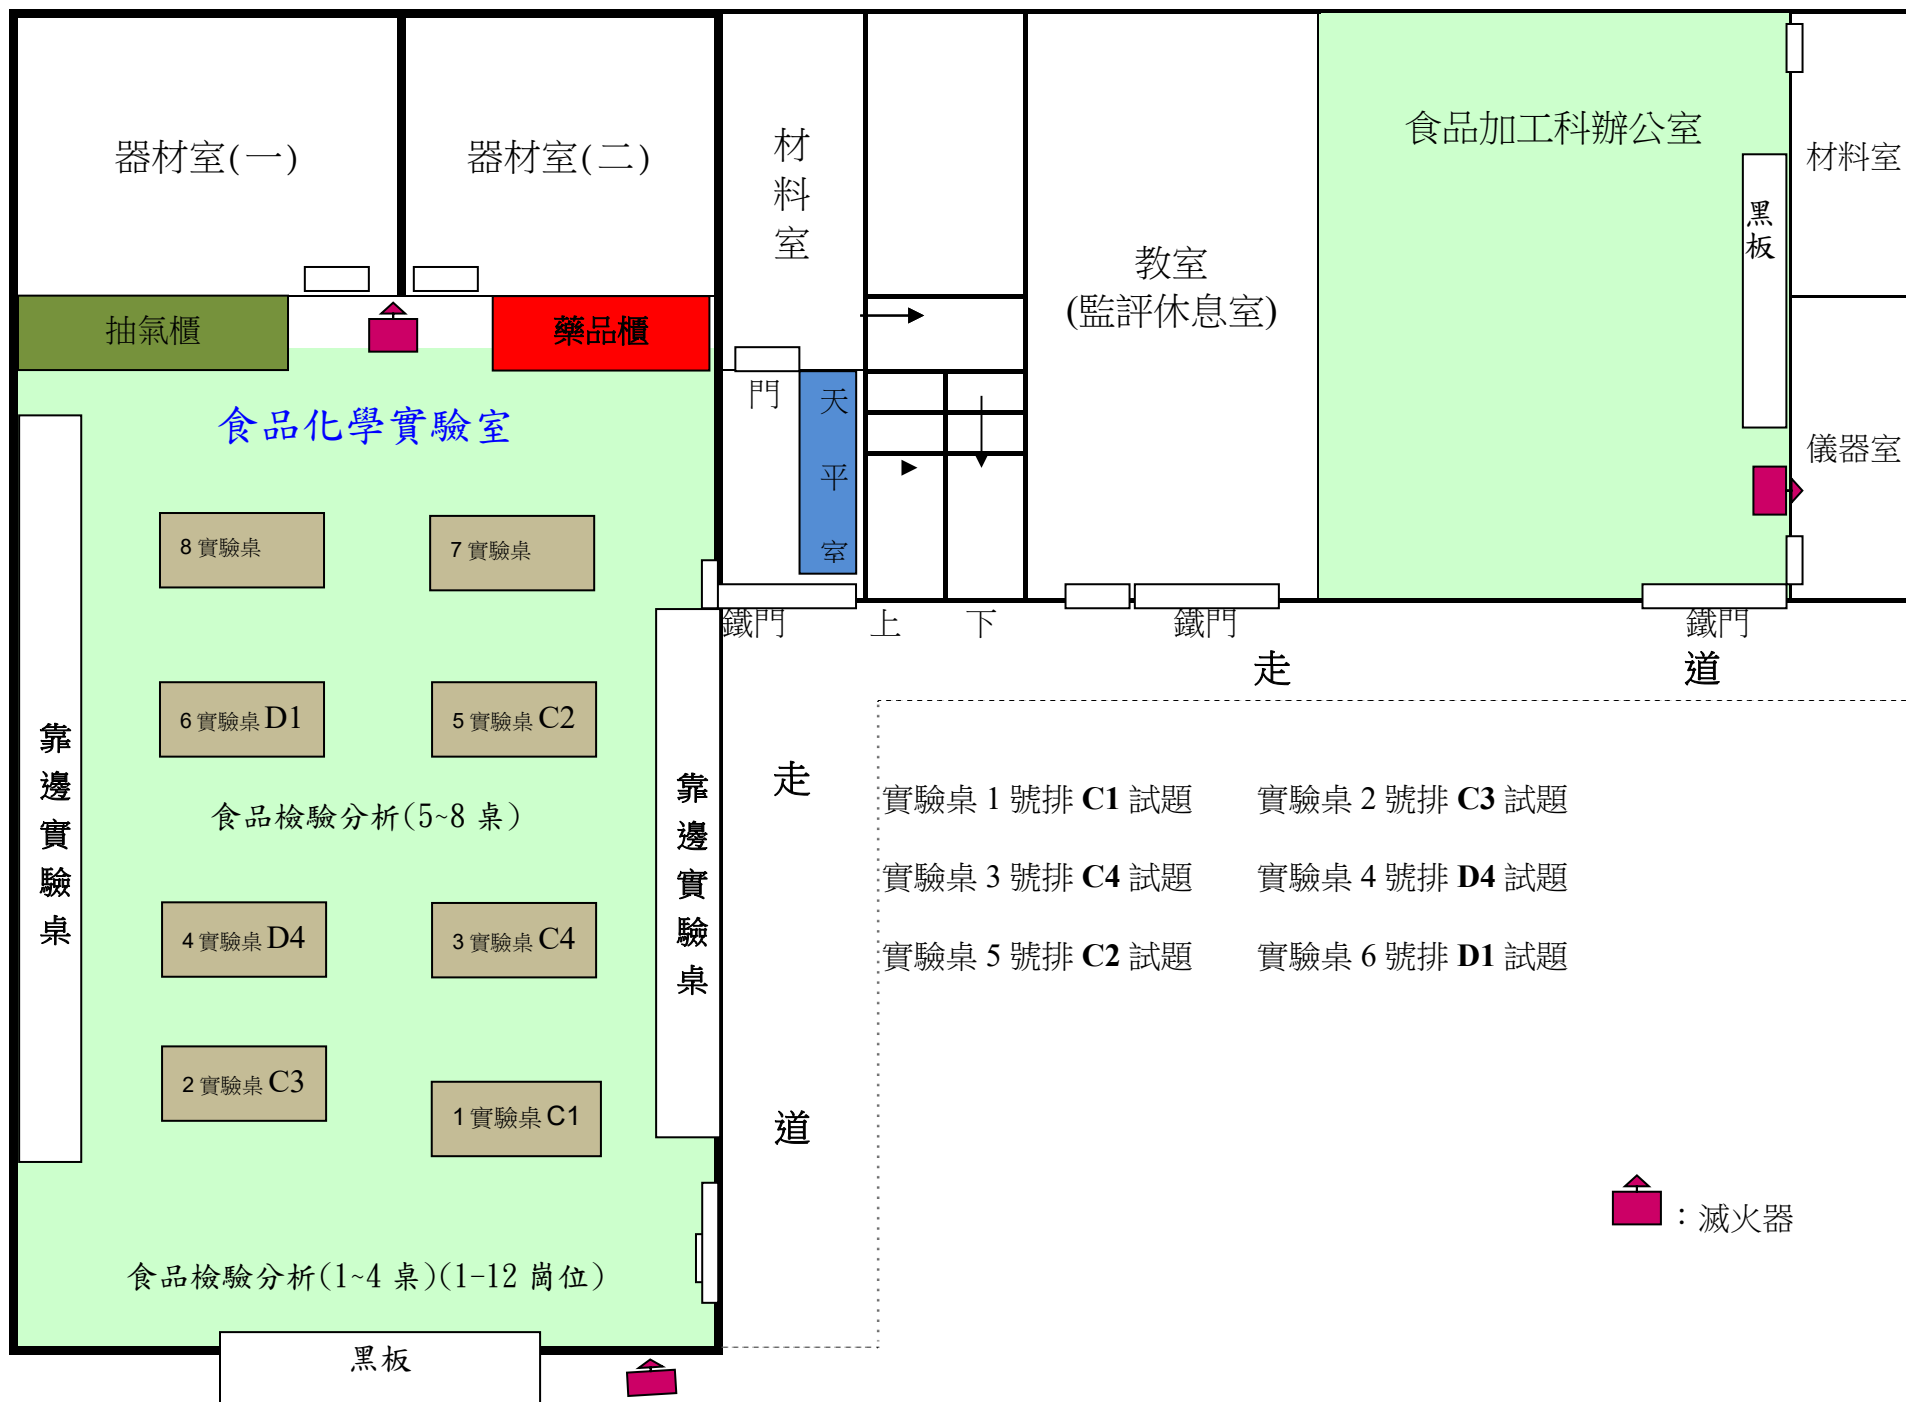 器材室(一)
器材室(二)
材料室
教室
(監評休息室)
食品加工科辦公室
材料室
黑板
儀器室
抽氣櫃
藥品櫃
門
天平室
食品化學實驗室
8 實驗桌
7 實驗桌
鐵門
上
下
鐵門
鐵門
走道
6 實驗桌 D1
5 實驗桌 C2
靠邊實驗桌
食品檢驗分析(5~8 桌)
靠邊實驗桌
走道
4 實驗桌 D4
3 實驗桌 C4
2 實驗桌 C3
1 實驗桌 C1
食品檢驗分析(1~4 桌)(1-12 崗位)
黑板
實驗桌 1 號排 C1 試題 實驗桌 2 號排 C3 試題
實驗桌 3 號排 C4 試題 實驗桌 4 號排 D4 試題
實驗桌 5 號排 C2 試題 實驗桌 6 號排 D1 試題
：滅火器